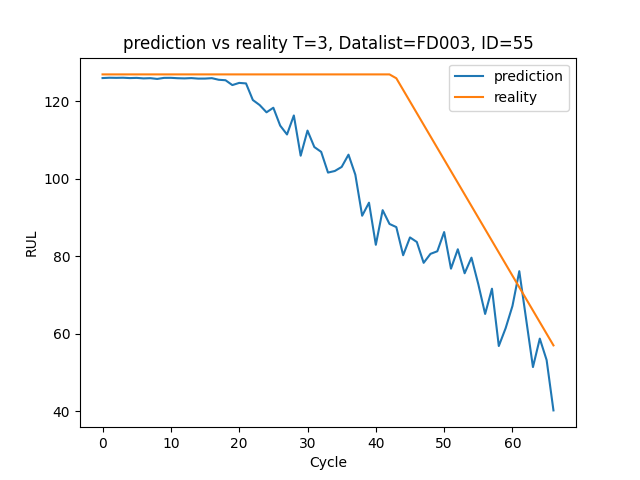 prediction vs reality T=3, Datalist=FD003, ID=55
prediction
reality
120
100
80
60
40
RUL
0 10 20 30 40 50 60
Cycle